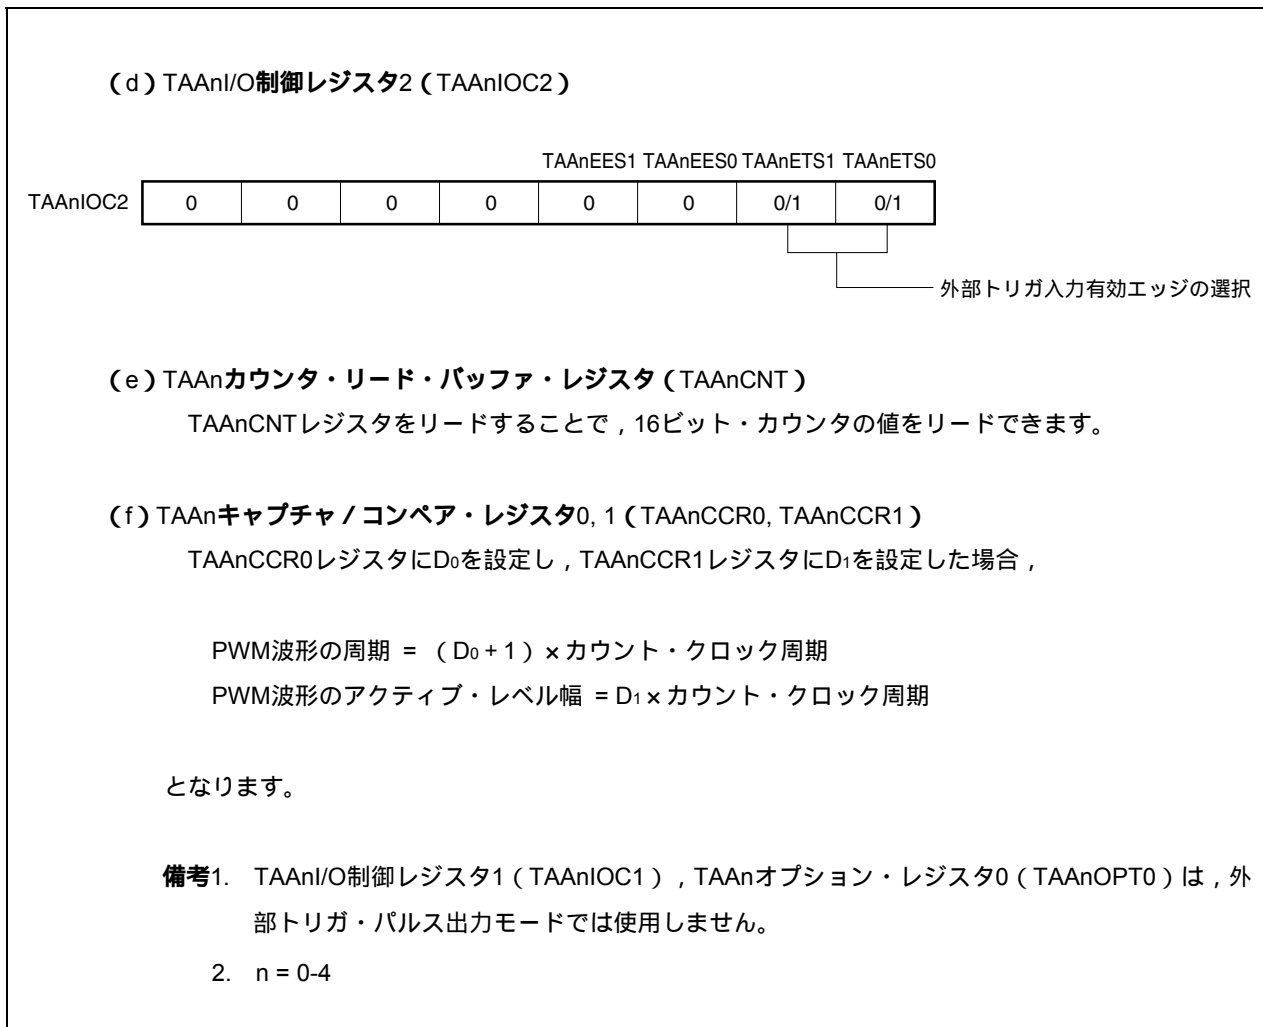 (d) TAAnI/O制御レジスタ2(TAAnIOC2)
TAAnEES1 TAAnEES0 TAAnETS1 TAAnETS0
TAAnIOC2 0 0 0 0 0 0 0/1 0/1
外部トリガ入力有効エッジの選択
(e) TAAnカウンタ・リード・バッファ・レジスタ(TAAnCNT)
TAAnCNTレジスタをリードすることで,16ビット・カウンタの値をリードできます。
(f) TAAnキャプチャ/コンペア・レジスタ0, 1(TAAnCCR0, TAAnCCR1)
TAAnCCR0レジスタにD₀を設定し,TAAnCCR1レジスタにD₁を設定した場合,
PWM波形の周期 = (D₀+1)×カウント・クロック周期
PWM波形のアクティブ・レベル幅 = D₁×カウント・クロック周期
となります。
備考1. TAAnI/O制御レジスタ1(TAAnIOC1),TAAnオプション・レジスタ0(TAAnOPT0)は,外
部トリガ・パルス出力モードでは使用しません。
2. n = 0-4